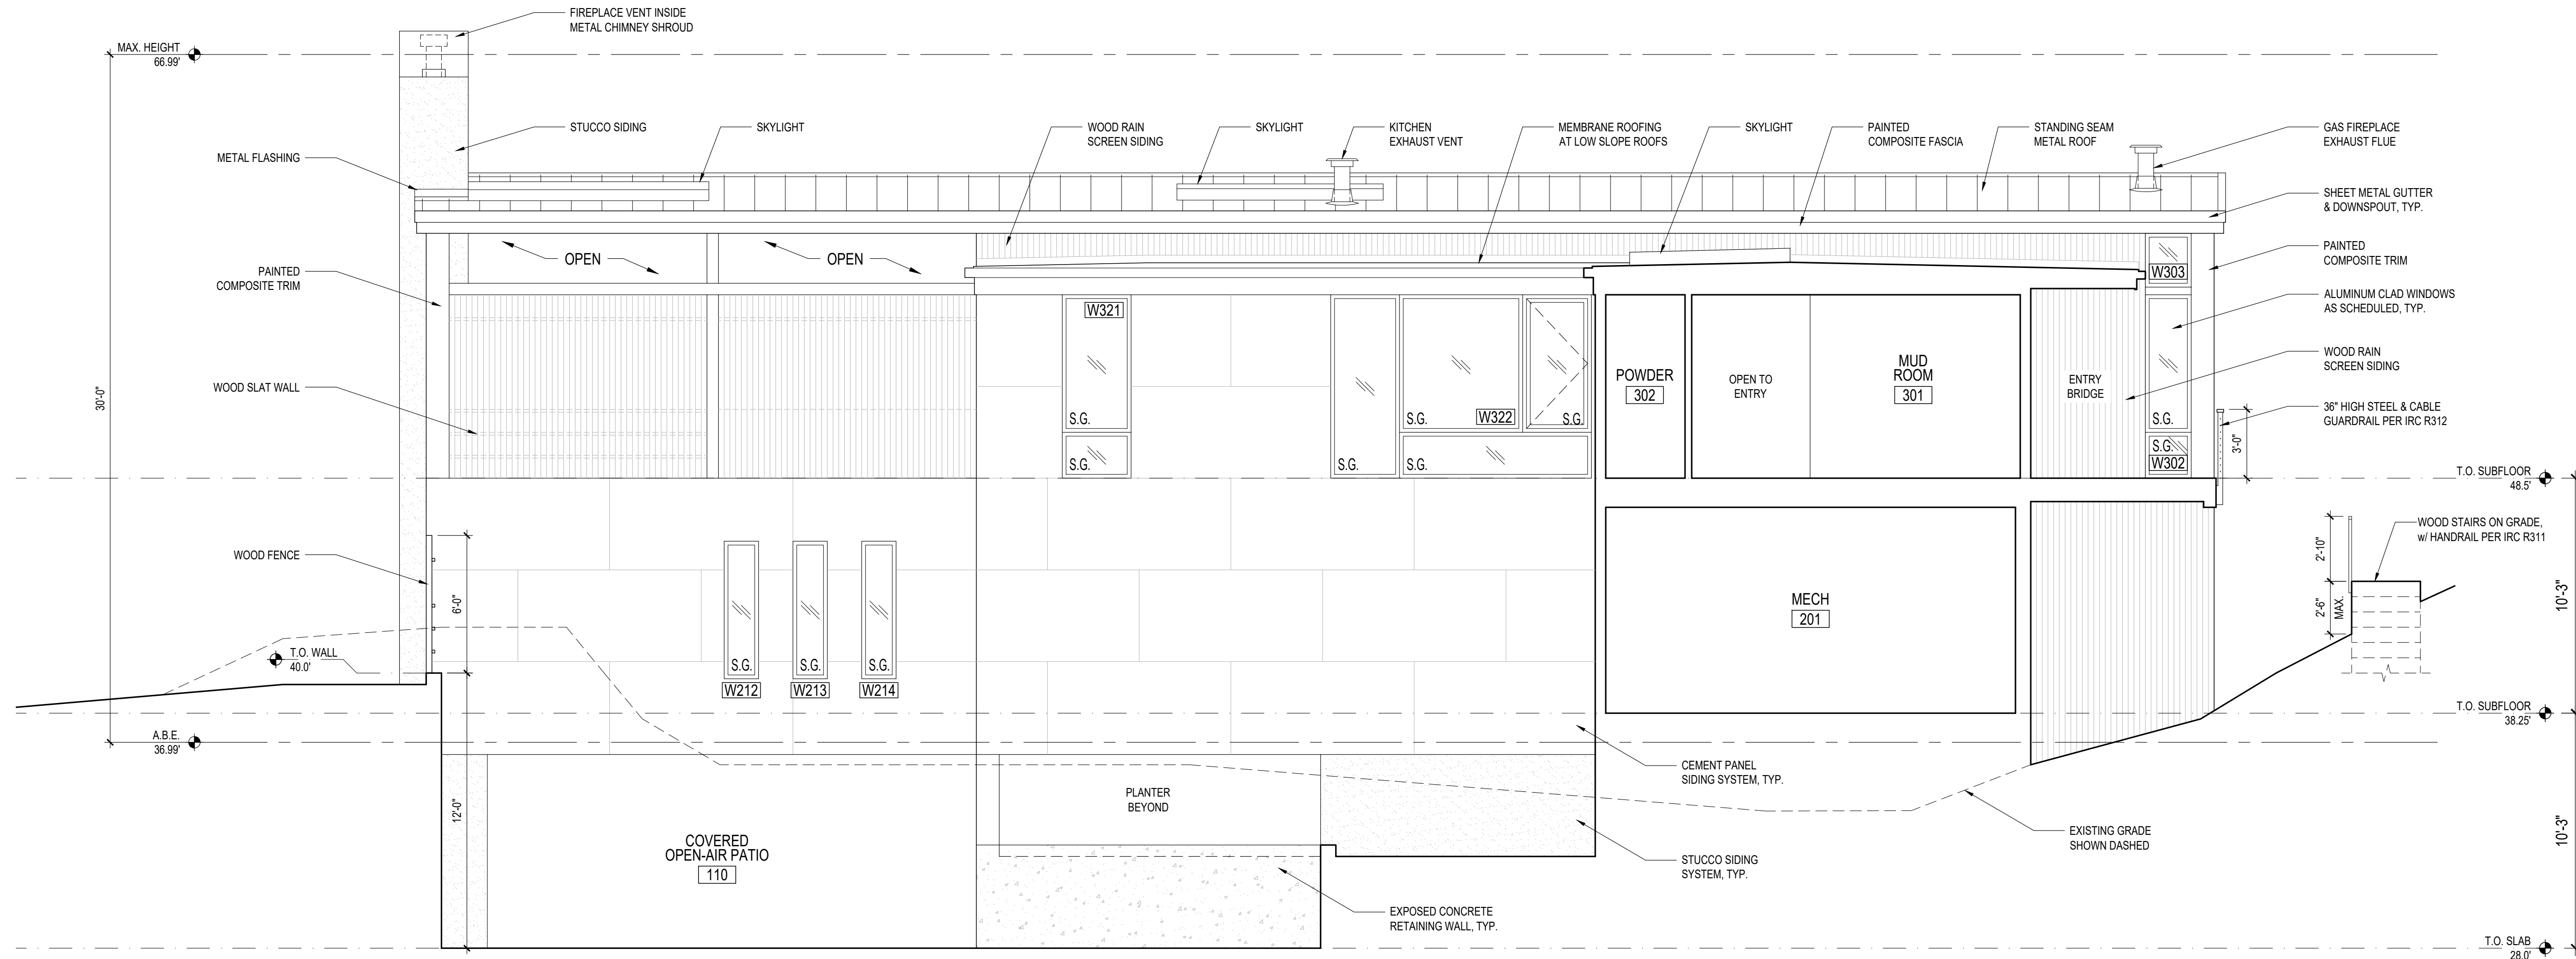 FIREPLACE VENT INSIDE
METAL CHIMNEY SHROUD
MAX. HEIGHT
66.99'
STUCCO SIDING
SKYLIGHT
WOOD RAIN
SCREEN SIDING
SKYLIGHT
KITCHEN
EXHAUST VENT
MEMBRANE ROOFING
AT LOW SLOPE ROOFS
SKYLIGHT
PAINTED
COMPOSITE FASCIA
STANDING SEAM
METAL ROOF
GAS FIREPLACE
EXHAUST FLUE
METAL FLASHING
SHEET METAL GUTTER
& DOWNSPOUT, TYP.
OPEN
OPEN
PAINTED
COMPOSITE TRIM
PAINTED
COMPOSITE TRIM
W303
ALUMINUM CLAD WINDOWS
AS SCHEDULED, TYP.
W321
WOOD RAIN
SCREEN SIDING
WOOD SLAT WALL
30'-0"
POWDER
302
OPEN TO
ENTRY
MUD
ROOM
301
ENTRY
BRIDGE
36" HIGH STEEL & CABLE
GUARDRAIL PER IRC R312
S.G.
S.G.
W322
S.G.
S.G.
S.G.
S.G.
S.G.
S.G.
W302
3'-0"
T.O. SUBFLOOR
48.5'
WOOD STAIRS ON GRADE,
w/ HANDRAIL PER IRC R311
2'-10"
WOOD FENCE
6'-0"
MECH
201
2'-6"
MAX.
10'-3"
T.O. WALL
40.0'
S.G.
S.G.
S.G.
W212
W213
W214
T.O. SUBFLOOR
38.25'
A.B.E.
36.99'
CEMENT PANEL
SIDING SYSTEM, TYP.
PLANTER
BEYOND
12'-0"
COVERED
OPEN-AIR PATIO
110
EXISTING GRADE
SHOWN DASHED
10'-3"
STUCCO SIDING
SYSTEM, TYP.
EXPOSED CONCRETE
RETAINING WALL, TYP.
T.O. SLAB
28.0'